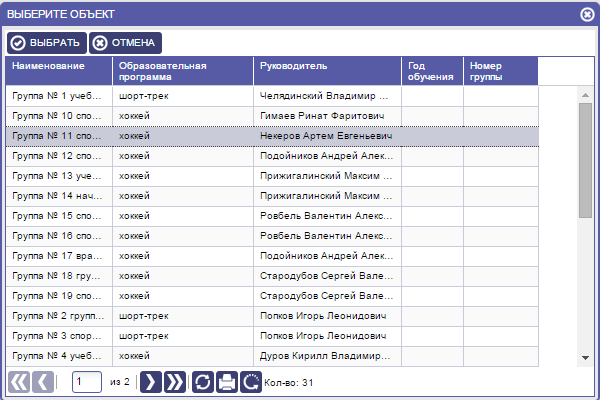 ВЫБЕРИТЕ ОБЪЕКТ
ВЫБРАТЬ ОТМЕНА
Наименование Образовательная программа Руководитель Год обучения Номер группы
Группа № 1 учеб... шорт-трек Челядинский Владимир ...
Группа № 10 спо... хоккей Гимаев Ринат Фаритович
Группа № 11 спо... хоккей Некеров Артем Евгеньевич
Группа № 12 спо... хоккей Подойников Андрей Алек...
Группа № 13 уче... хоккей Прижигалинский Максим ...
Группа № 14 нач... хоккей Прижигалинский Максим ...
Группа № 15 спо... хоккей Ровбель Валентин Алекс...
Группа № 16 спо... хоккей Ровбель Валентин Алекс...
Группа № 17 вра... хоккей Подойников Андрей Алек...
Группа № 18 гру... хоккей Стародубов Сергей Вале...
Группа № 19 спо... хоккей Стародубов Сергей Вале...
Группа № 2 групп... шорт-трек Попков Игорь Леонидович
Группа № 3 спор... шорт-трек Попков Игорь Леонидович
Группа № 4 учеб... хоккей Дуров Кирилл Владимир...
1 из 2 Кол-во: 31